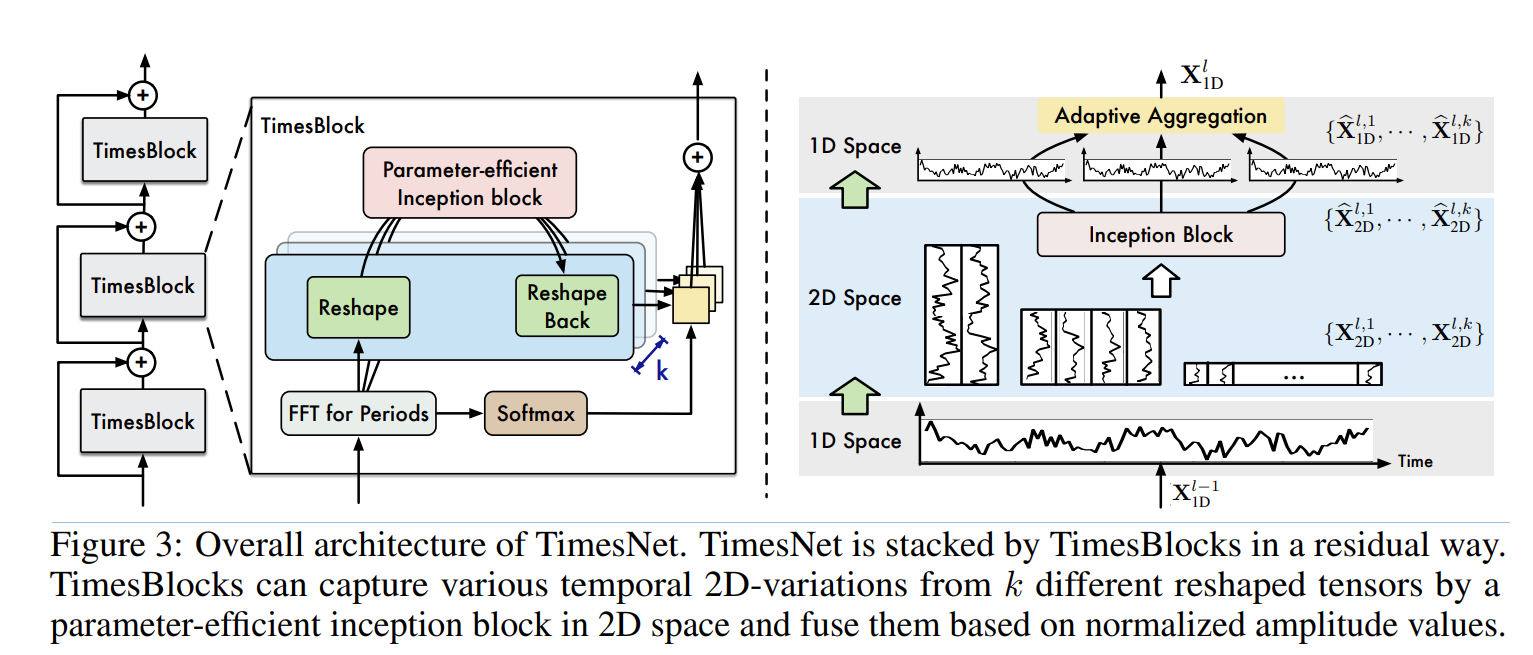 TimesBlock
TimesBlock
TimesBlock
TimesBlock
Parameter-efficient
Inception block
Reshape
Reshape
Back
k
FFT for Periods
Softmax
+
+
+
+
X^l_1D
Adaptive Aggregation
{X̂^{l,1}_1D, ··· , X̂^{l,k}_1D}
1D Space
{X̂^{l,1}_2D, ··· , X̂^{l,k}_2D}
Inception Block
2D Space
{X^{l,1}_2D, ··· , X^{l,k}_2D}
...
1D Space
Time
X^{l−1}_1D
Figure 3: Overall architecture of TimesNet. TimesNet is stacked by TimesBlocks in a residual way.
TimesBlocks can capture various temporal 2D-variations from k different reshaped tensors by a
parameter-efficient inception block in 2D space and fuse them based on normalized amplitude values.